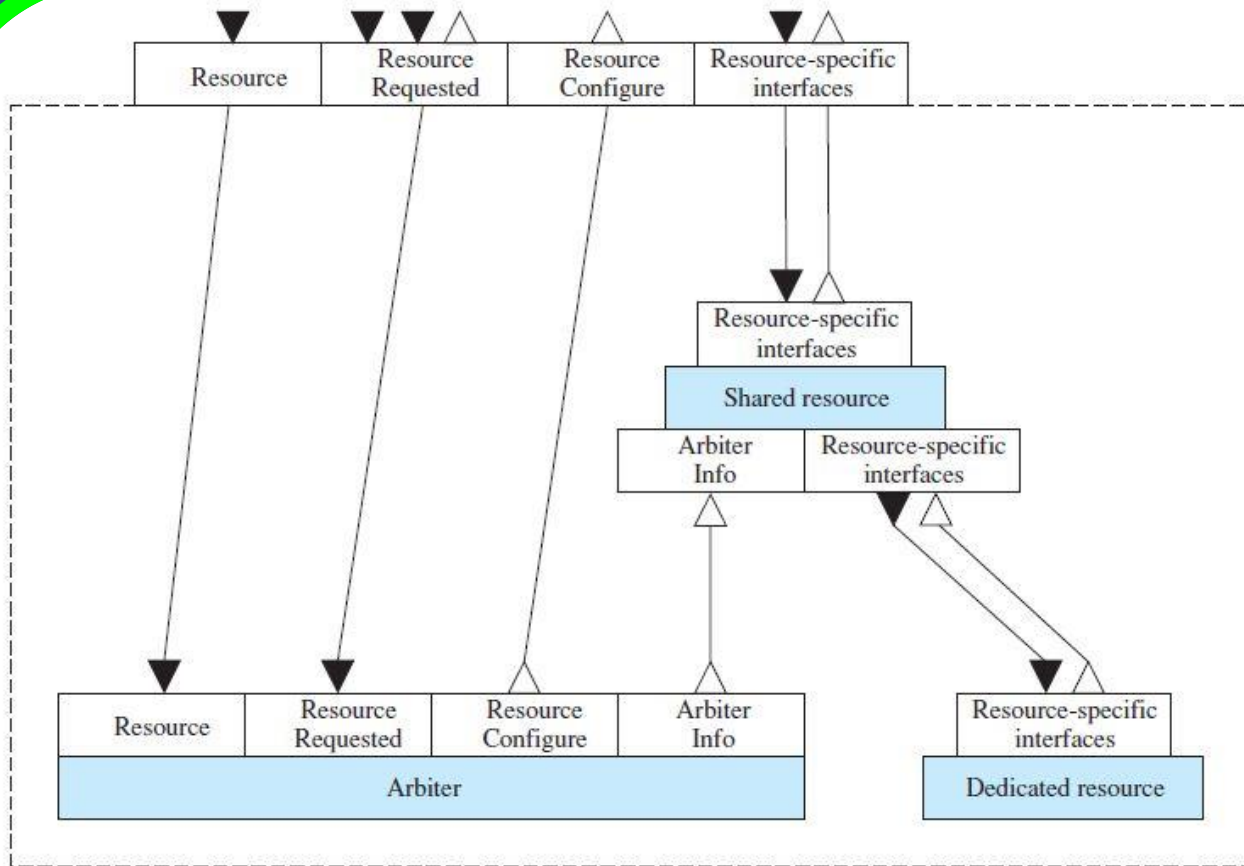 Resource
Resource
Requested
Resource
Configure
Resource-specific
interfaces
Resource-specific
interfaces
Shared resource
Arbiter
Info
Resource-specific
interfaces
Resource
Resource
Requested
Resource
Configure
Arbiter
Info
Arbiter
Resource-specific
interfaces
Dedicated resource